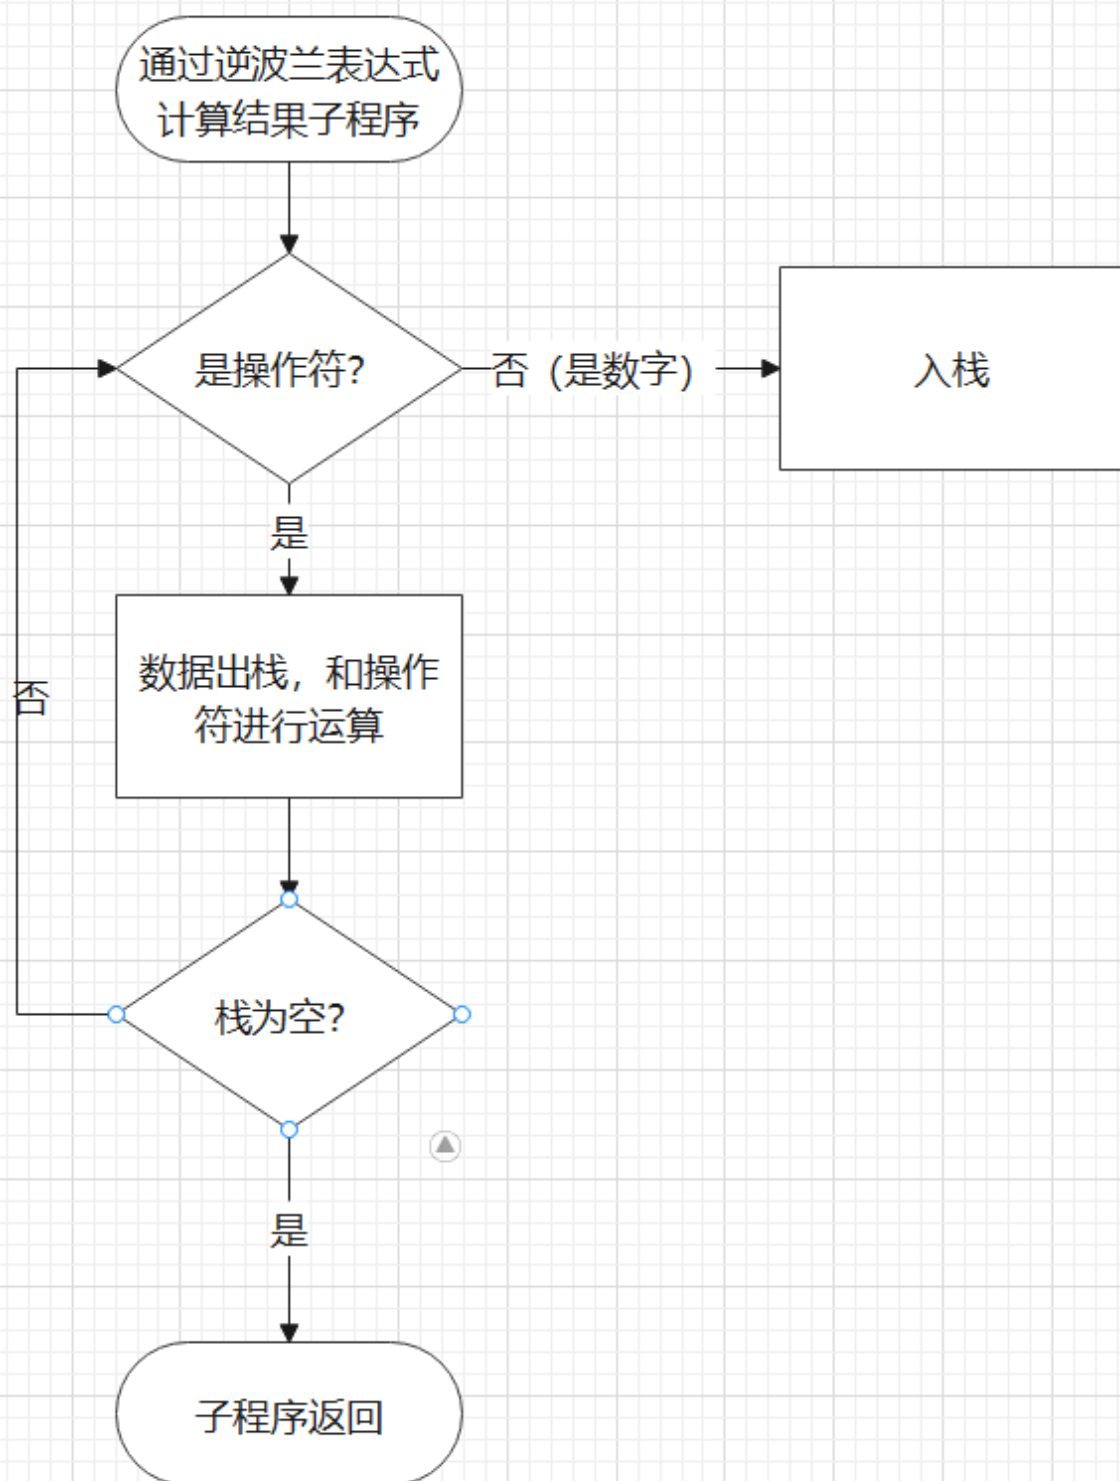 通过逆波兰表达式
计算结果子程序
是操作符？
否（是数字）
入栈
是
数据出栈，和操作
符进行运算
否
栈为空？
是
子程序返回